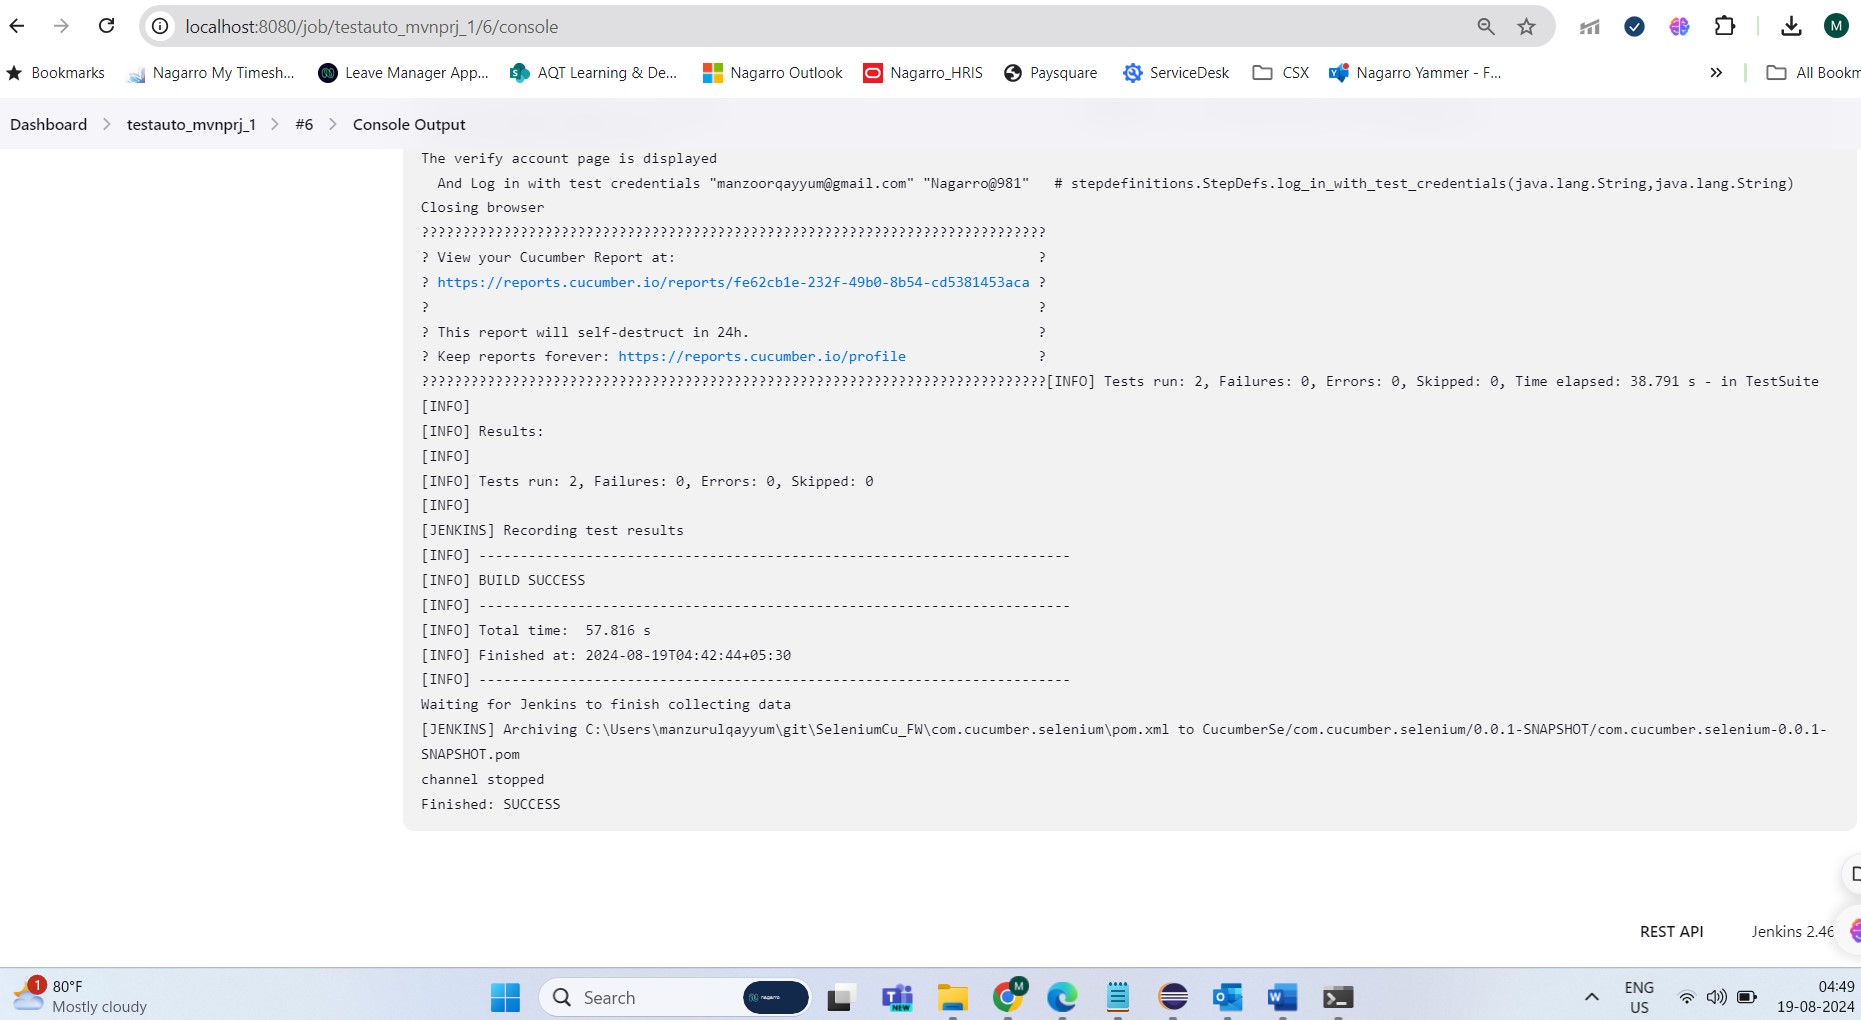 localhost:8080/job/testauto_mvnprj_1/6/console
M
Bookmarks
Nagarro My Timesh...
Leave Manager App...
AQT Learning & De...
Nagarro Outlook
Nagarro_HRIS
Paysquare
ServiceDesk
CSX
Nagarro Yammer - F...
All Bookm
Dashboard > testauto_mvnprj_1 > #6 > Console Output
The verify account page is displayed
And Log in with test credentials "manzoorqayyum@gmail.com" "Nagarro@981" # stepdefinitions.StepDefs.log_in_with_test_credentials(java.lang.String,java.lang.String)
Closing browser
????????????????????????????????????????????????????????????????????????????
? View your Cucumber Report at: ?
? https://reports.cucumber.io/reports/fe62cb1e-232f-49b0-8b54-cd5381453aca ?
? ?
? This report will self-destruct in 24h. ?
? Keep reports forever: https://reports.cucumber.io/profile ?
????????????????????????????????????????????????????????????????????????????[INFO] Tests run: 2, Failures: 0, Errors: 0, Skipped: 0, Time elapsed: 38.791 s - in TestSuite
[INFO]
[INFO] Results:
[INFO]
[INFO] Tests run: 2, Failures: 0, Errors: 0, Skipped: 0
[INFO]
[JENKINS] Recording test results
[INFO] ------------------------------------------------------------------------
[INFO] BUILD SUCCESS
[INFO] ------------------------------------------------------------------------
[INFO] Total time:  57.816 s
[INFO] Finished at: 2024-08-19T04:42:44+05:30
[INFO] ------------------------------------------------------------------------
Waiting for Jenkins to finish collecting data
[JENKINS] Archiving C:\Users\manzurulqayyum\git\SeleniumCu_FW\com.cucumber.selenium\pom.xml to CucumberSe/com.cucumber.selenium/0.0.1-SNAPSHOT/com.cucumber.selenium-0.0.1-
SNAPSHOT.pom
channel stopped
Finished: SUCCESS
REST API
Jenkins 2.46
1
80°F
Mostly cloudy
Search
nagarro
NEW
M
ENG
US
04:49
19-08-2024